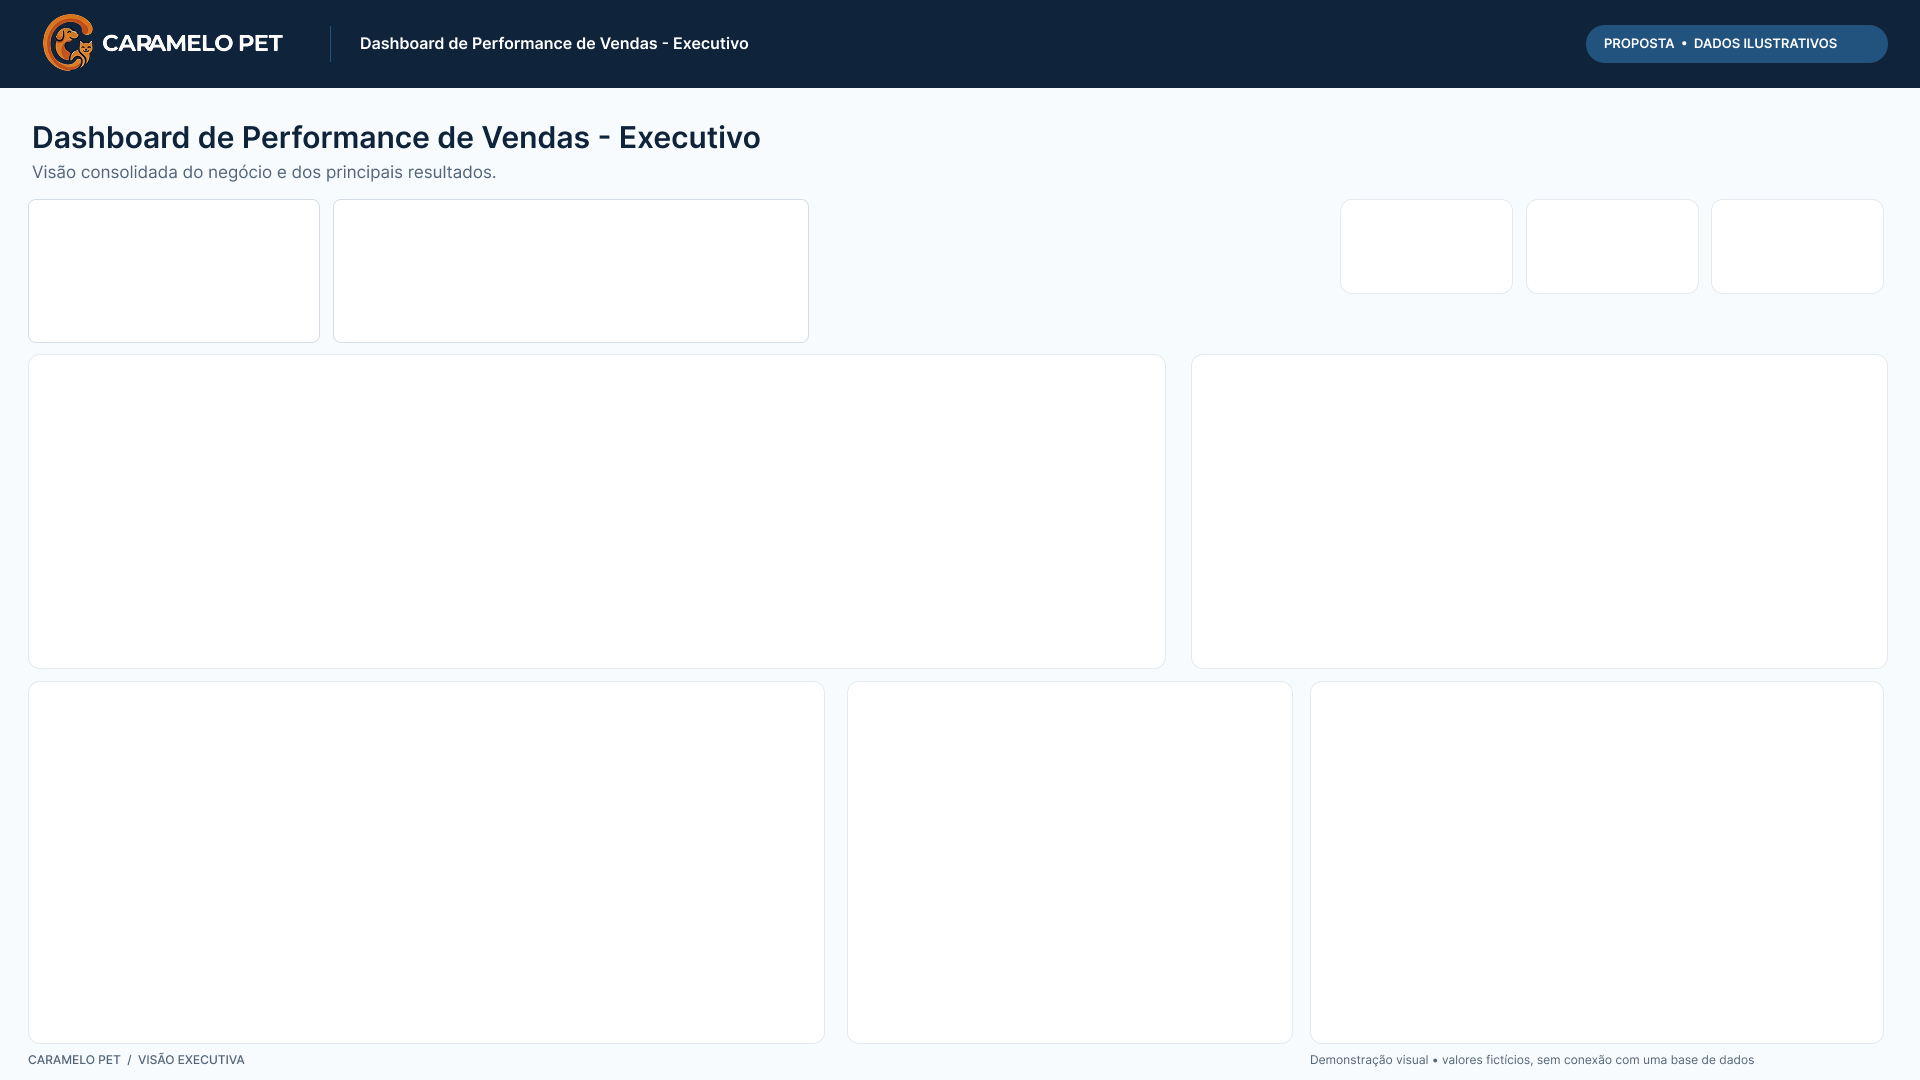 CARAMELO PET
Dashboard de Performance de Vendas - Executivo
PROPOSTA • DADOS ILUSTRATIVOS
Dashboard de Performance de Vendas - Executivo
Visão consolidada do negócio e dos principais resultados.
CARAMELO PET / VISÃO EXECUTIVA
Demonstração visual • valores fictícios, sem conexão com uma base de dados